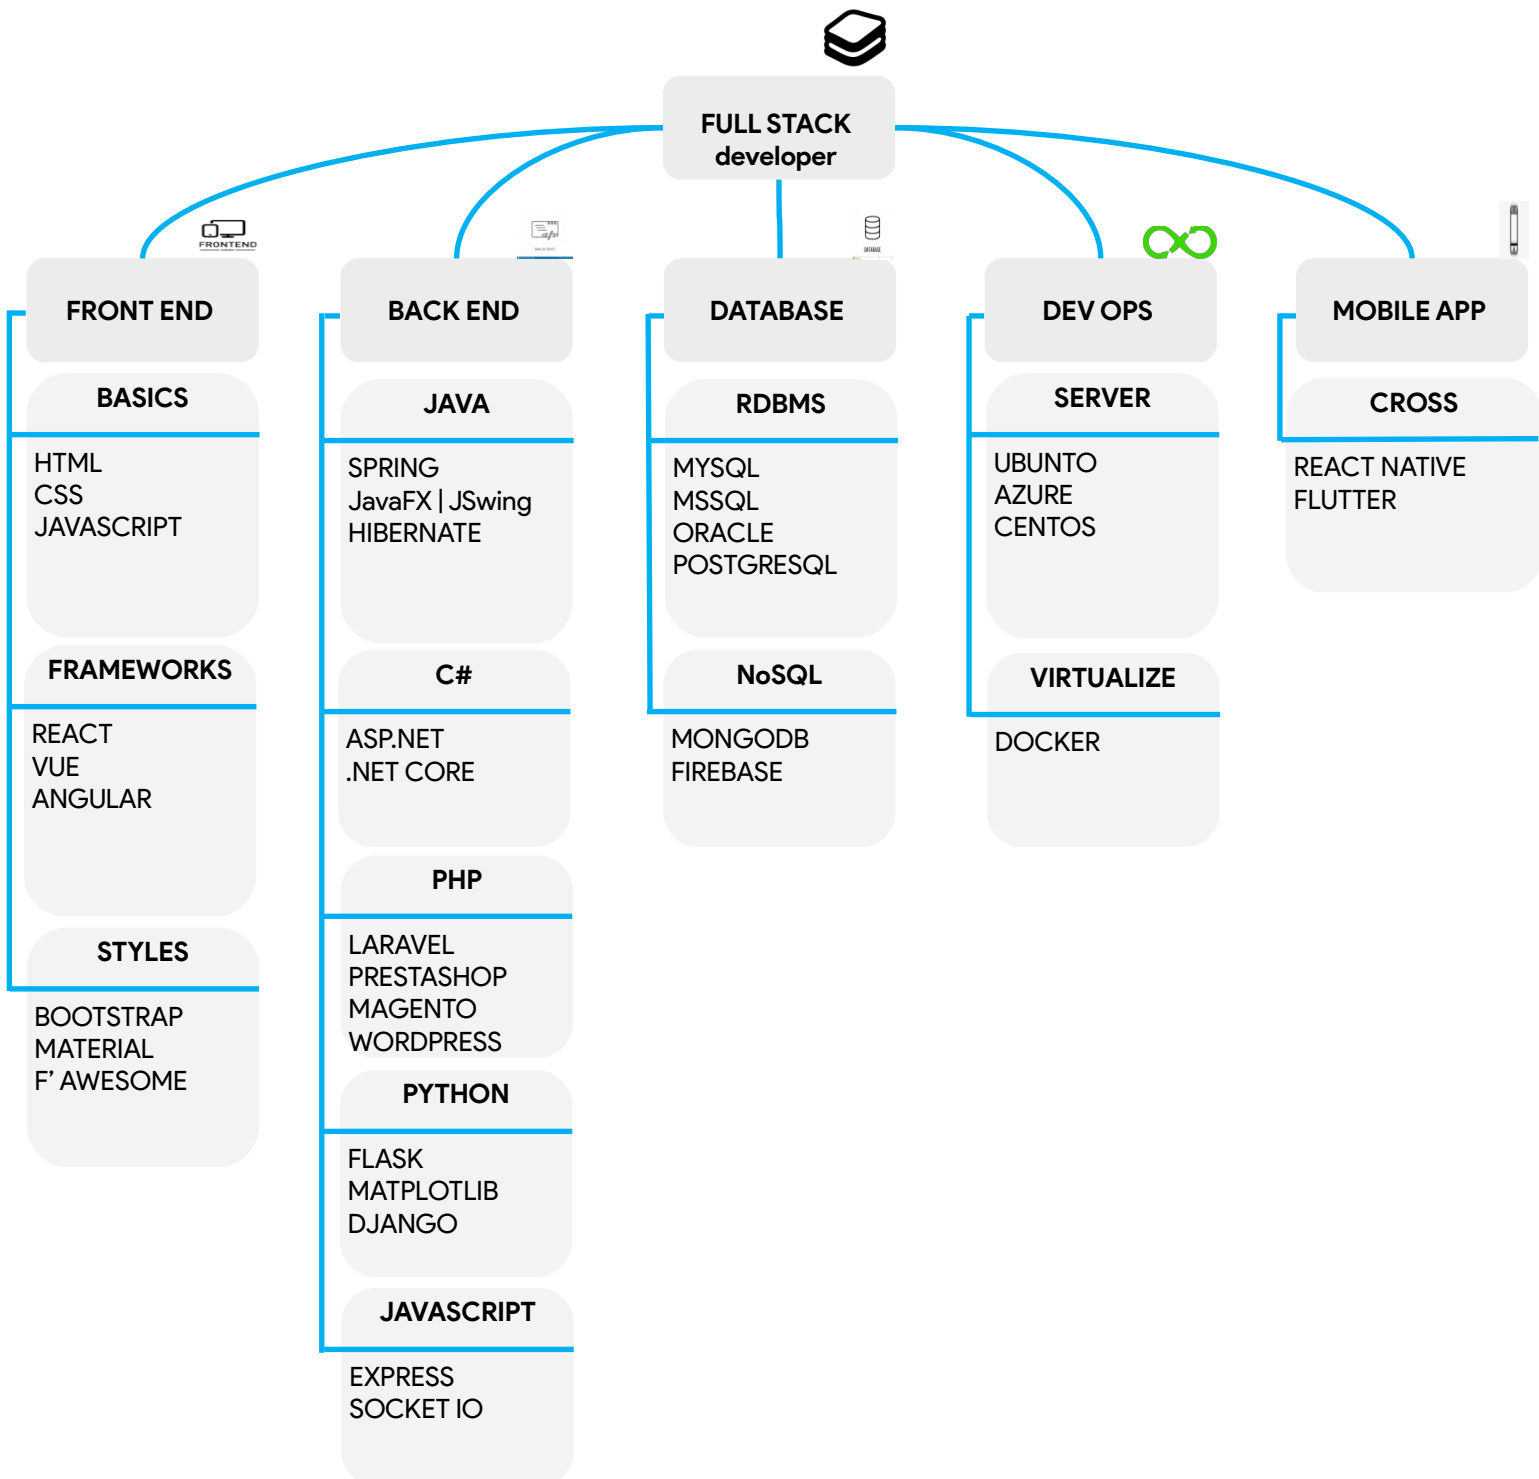 FULL STACK
developer
FRONTEND
BACK END
DATABASE
FRONT END
BASICS
HTML
CSS
JAVASCRIPT
FRAMEWORKS
REACT
VUE
ANGULAR
STYLES
BOOTSTRAP
MATERIAL
F’ AWESOME
BACK END
JAVA
SPRING
JavaFX | JSwing
HIBERNATE
C#
ASP.NET
.NET CORE
PHP
LARAVEL
PRESTASHOP
MAGENTO
WORDPRESS
PYTHON
FLASK
MATPLOTLIB
DJANGO
JAVASCRIPT
EXPRESS
SOCKET IO
DATABASE
RDBMS
MYSQL
MSSQL
ORACLE
POSTGRESQL
NoSQL
MONGODB
FIREBASE
DEV OPS
SERVER
UBUNTO
AZURE
CENTOS
VIRTUALIZE
DOCKER
MOBILE APP
CROSS
REACT NATIVE
FLUTTER